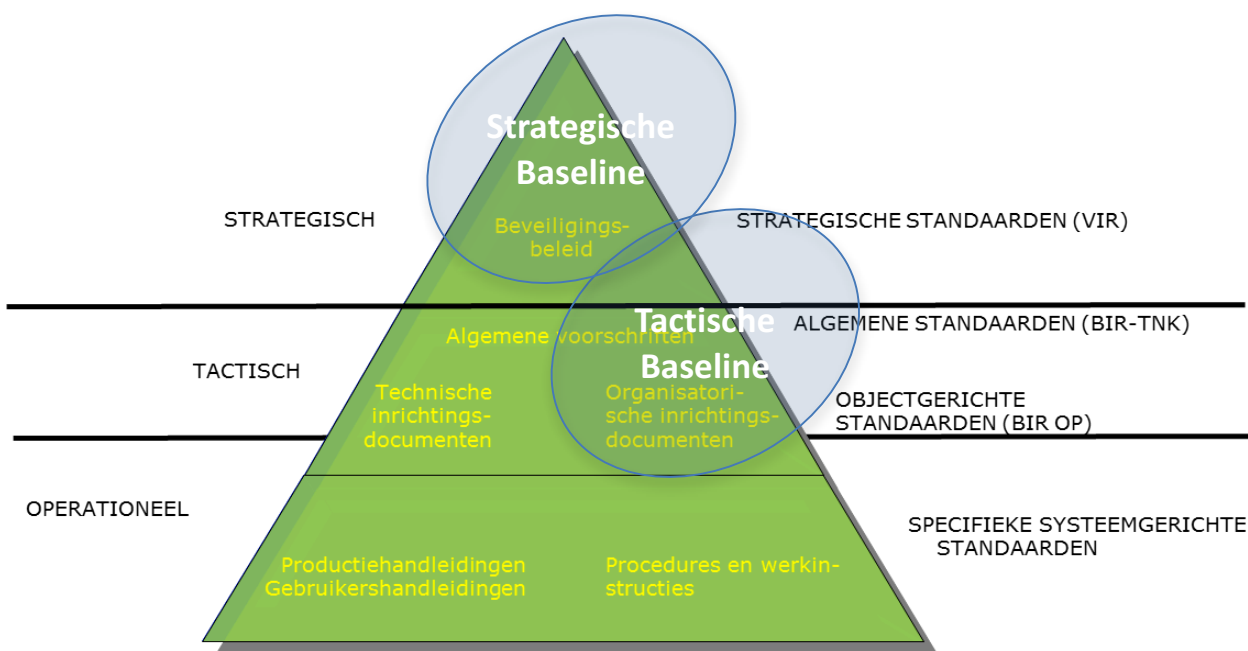 Strategische
Baseline
STRATEGISCH
Beveiligings-
beleid
STRATEGISCHE STANDAARDEN (VIR)
Tactische
Baseline
ALGEMENE STANDAARDEN (BIR-TNK)
Algemene voorschriften
TACTISCH
Technische
inrichtings-
documenten
Organisatori-
sche inrichtings-
documenten
OBJECTGERICHTE
STANDAARDEN (BIR OP)
OPERATIONEEL
SPECIFIEKE SYSTEEMGERICHTE
STANDAARDEN
Productiehandleidingen
Gebruikershandleidingen
Procedures en werkin-
structies